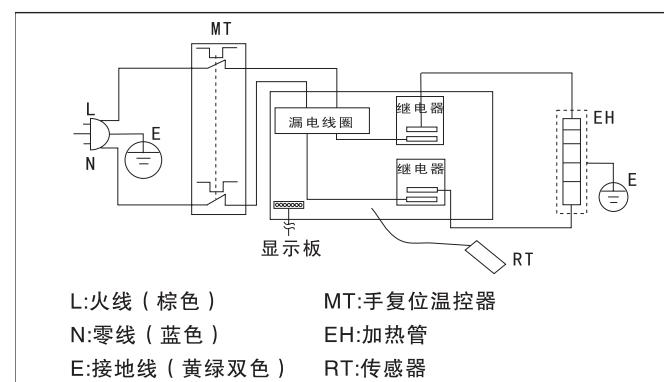 MT
L
E
N
继电器
漏电线圈
EH
继电器
E
显示板
RT
L:火线（棕色） MT:手复位温控器
N:零线（蓝色） EH:加热管
E:接地线（黄绿双色） RT:传感器